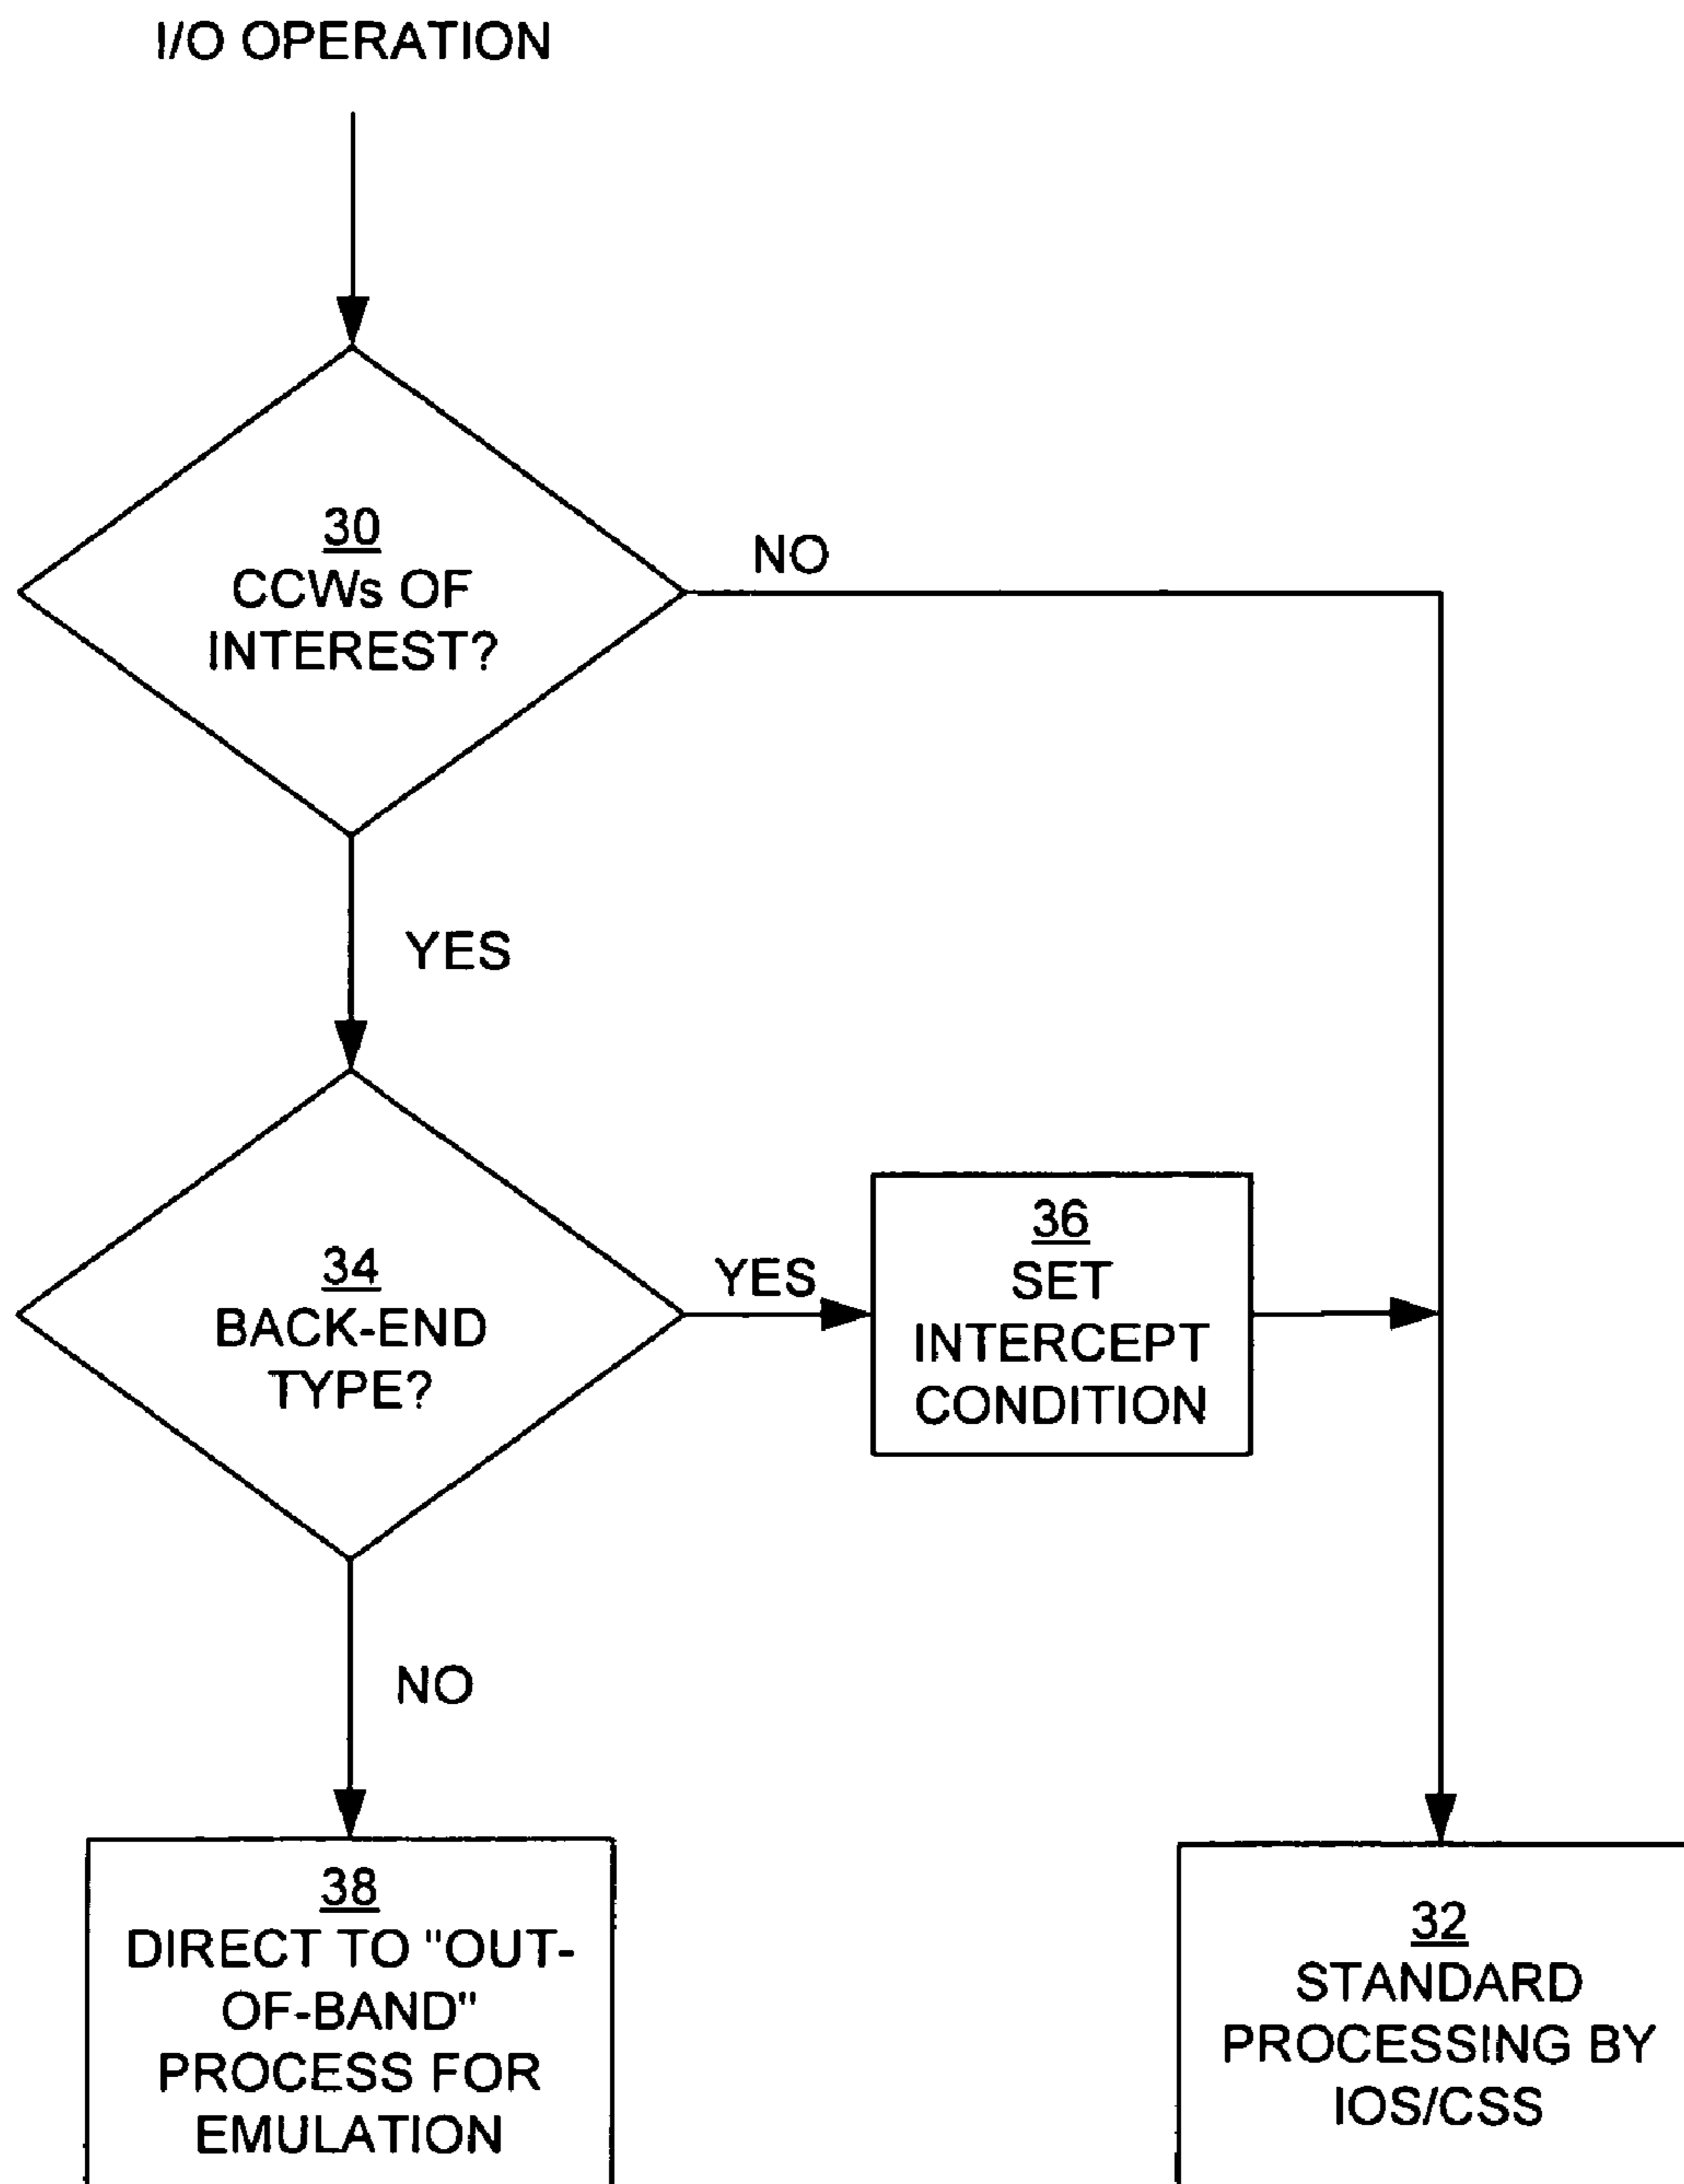 I/O OPERATION
30
CCWs OF
INTEREST?
NO
YES
34
BACK-END
TYPE?
YES
36
SET
INTERCEPT
CONDITION
NO
38
DIRECT TO "OUT-
OF-BAND"
PROCESS FOR
EMULATION
32
STANDARD
PROCESSING BY
IOS/CSS